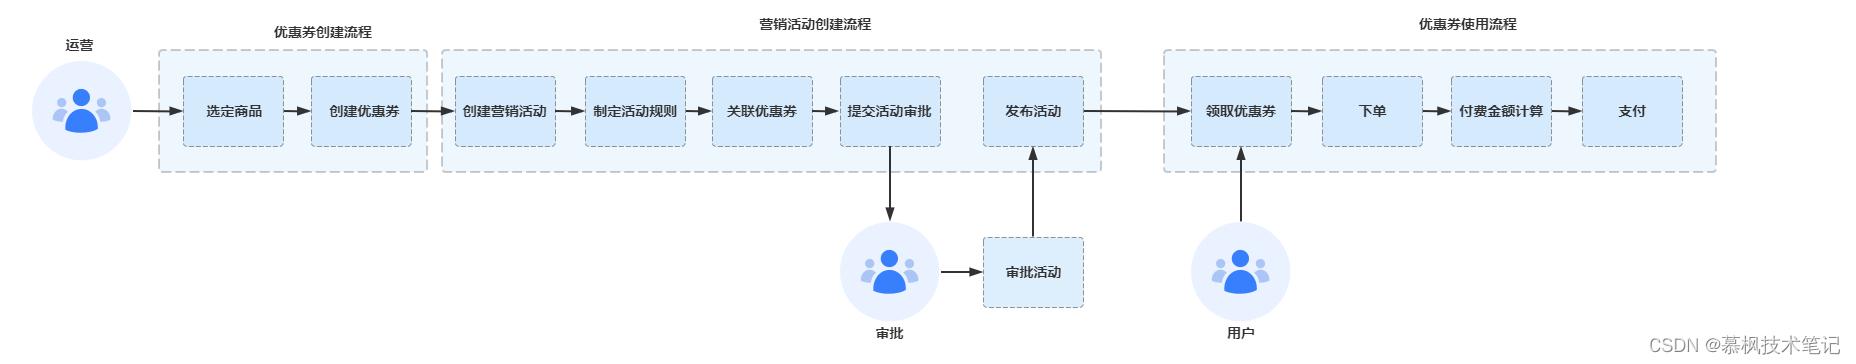 运营
优惠券创建流程
选定商品
创建优惠券
营销活动创建流程
创建营销活动
制定活动规则
关联优惠券
提交活动审批
发布活动
审批
审批活动
优惠券使用流程
领取优惠券
下单
付费金额计算
支付
用户
CSDN @慕枫技术笔记